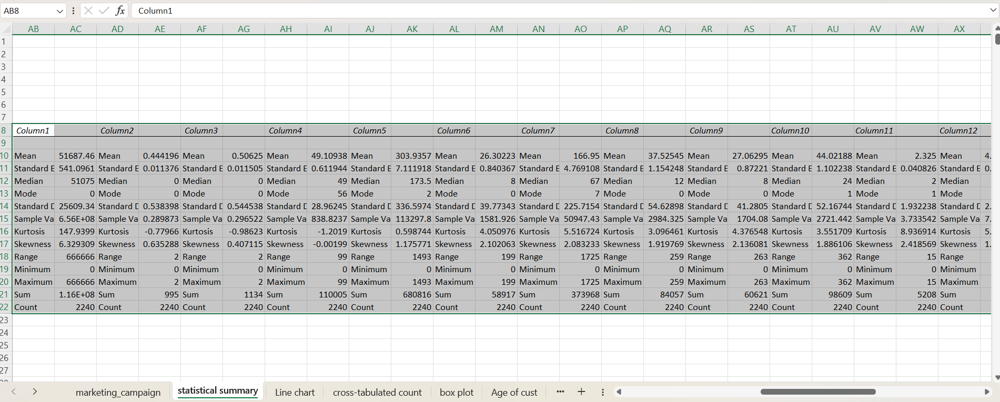 AB8 fx Column1
AB AC AD AE AF AG AH AI AJ AK AL AM AN AO AP AQ AR AS AT AU AV AW AX
1
2
3
4
5
6
7
8 Column1 Column2 Column3 Column4 Column5 Column6 Column7 Column8 Column9 Column10 Column11 Column12
9
10 Mean 51687.46 Mean 0.444196 Mean 0.50625 Mean 49.10938 Mean 303.9357 Mean 26.30223 Mean 166.95 Mean 37.52545 Mean 27.06295 Mean 44.02188 Mean 2.325 Mean 4.
11 Standard E 541.0961 Standard E 0.011376 Standard E 0.011505 Standard E 0.611944 Standard E 7.111918 Standard E 0.840367 Standard E 4.769108 Standard E 1.154248 Standard E 0.87221 Standard E 1.102238 Standard E 0.040826 Standard E 0.
12 Median 51075 Median 0 Median 0 Median 49 Median 173.5 Median 8 Median 67 Median 12 Median 8 Median 24 Median 2 Median
13 Mode 0 Mode 0 Mode 0 Mode 56 Mode 2 Mode 0 Mode 7 Mode 0 Mode 0 Mode 1 Mode 1 Mode
14 Standard D 25609.34 Standard D 0.538398 Standard D 0.544538 Standard D 28.96245 Standard D 336.5974 Standard D 39.77343 Standard D 225.7154 Standard D 54.62898 Standard D 41.2805 Standard D 52.16744 Standard D 1.932238 Standard D 2.
15 Sample Va 6.56E+08 Sample Va 0.289873 Sample Va 0.296522 Sample Va 838.8237 Sample Va 113297.8 Sample Va 1581.926 Sample Va 50947.43 Sample Va 2984.325 Sample Va 1704.08 Sample Va 2721.442 Sample Va 3.733542 Sample Va 7.
16 Kurtosis 147.9399 Kurtosis -0.77966 Kurtosis -0.98623 Kurtosis -1.2019 Kurtosis 0.598744 Kurtosis 4.050976 Kurtosis 5.516724 Kurtosis 3.096461 Kurtosis 4.376548 Kurtosis 3.551709 Kurtosis 8.936914 Kurtosis 5.
17 Skewness 6.329309 Skewness 0.635288 Skewness 0.407115 Skewness -0.00199 Skewness 1.175771 Skewness 2.102063 Skewness 2.083233 Skewness 1.919769 Skewness 2.136081 Skewness 1.886106 Skewness 2.418569 Skewness 1.
18 Range 666666 Range 2 Range 2 Range 99 Range 1493 Range 199 Range 1725 Range 259 Range 263 Range 362 Range 15 Range
19 Minimum 0 Minimum 0 Minimum 0 Minimum 0 Minimum 0 Minimum 0 Minimum 0 Minimum 0 Minimum 0 Minimum 0 Minimum 0 Minimum
20 Maximum 666666 Maximum 2 Maximum 2 Maximum 99 Maximum 1493 Maximum 199 Maximum 1725 Maximum 259 Maximum 263 Maximum 362 Maximum 15 Maximum
21 Sum 1.16E+08 Sum 995 Sum 1134 Sum 110005 Sum 680816 Sum 58917 Sum 373968 Sum 84057 Sum 60621 Sum 98609 Sum 5208 Sum
22 Count 2240 Count 2240 Count 2240 Count 2240 Count 2240 Count 2240 Count 2240 Count 2240 Count 2240 Count 2240 Count 2240 Count
23
24
25
26
27
marketing_campaign statistical summary Line chart cross-tabulated count box plot Age of cust ...